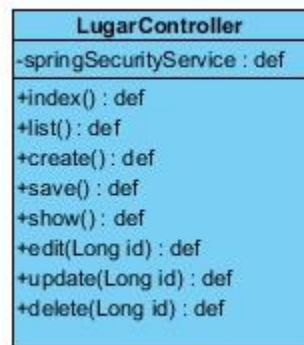 LugarController
-springSecurityService : def
+index() : def
+list() : def
+create() : def
+save() : def
+show() : def
+edit(Long id) : def
+update(Long id) : def
+delete(Long id) : def